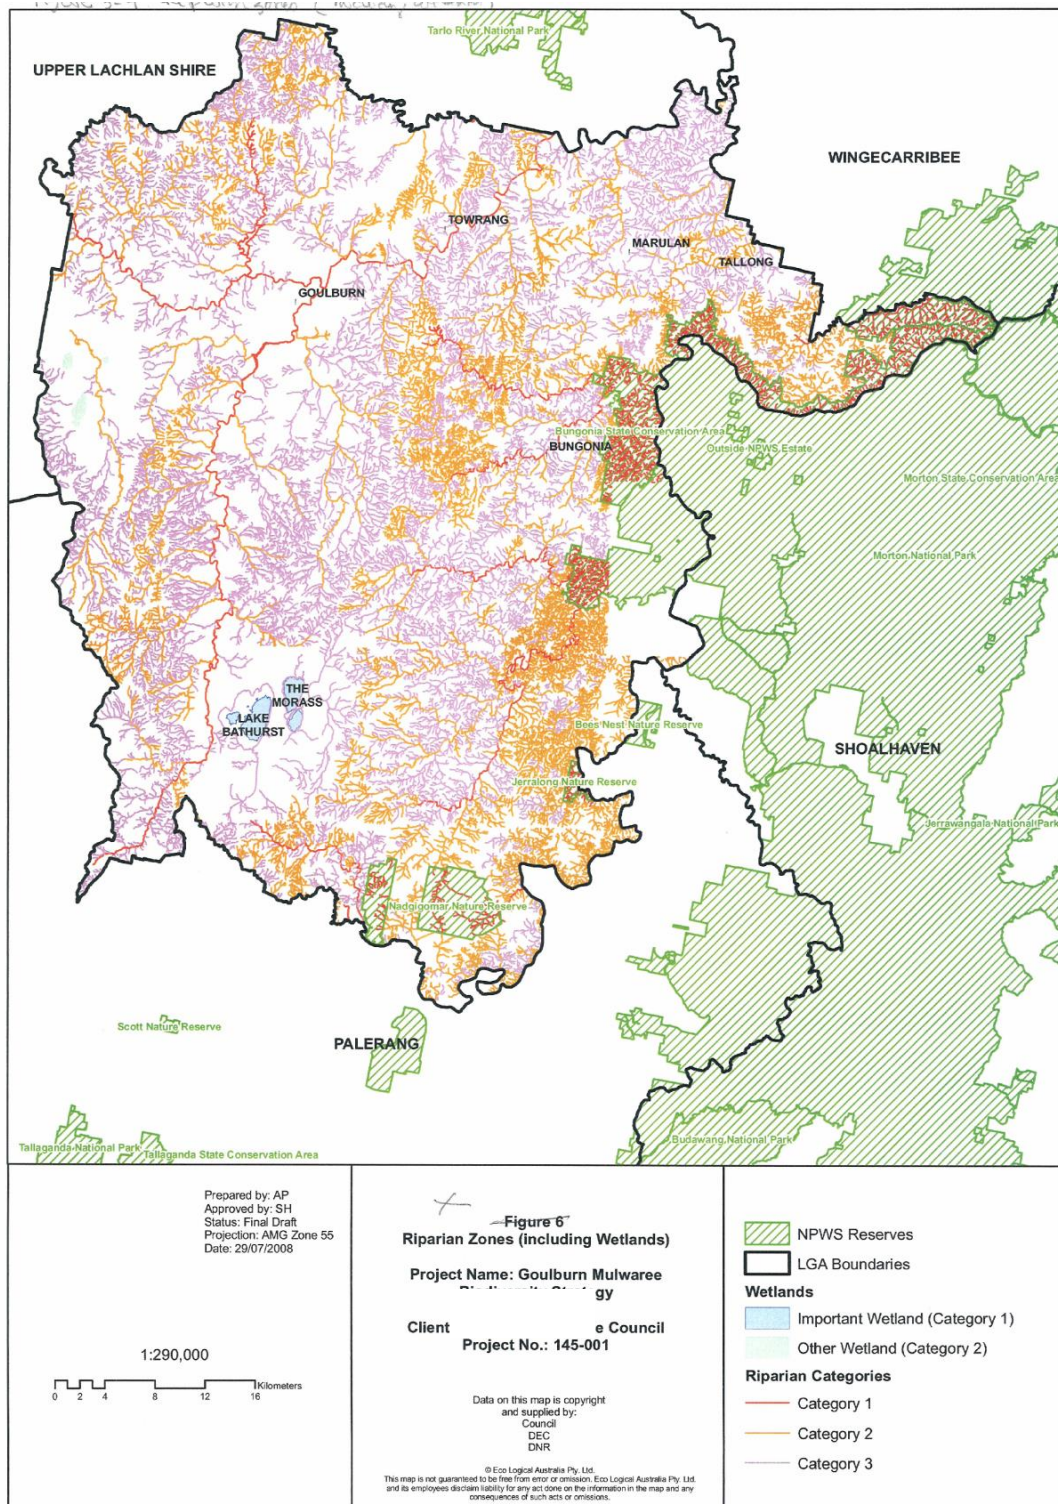 Tarlo River National Park
UPPER LACHLAN SHIRE
WINGECARRIBEE
TOWRANG
MARULAN
TALLONG
GOULBURN
Bungonia State Conservation Area
BUNGONIA
Outside NPWS Estate
Morton State Conservation Area
Morton National Park
THE
MORASS
LAKE
BATHURST
Bees Nest Nature Reserve
SHOALHAVEN
Jerralong Nature Reserve
Jerrawangala National Park
Nadgigomar Nature Reserve
Scott Nature Reserve
PALERANG
Tallaganda National Park
Tallaganda State Conservation Area
Budawang National Park
Prepared by: AP
Approved by: SH
Status: Final Draft
Projection: AMG Zone 55
Date: 29/07/2008
1:290,000
Kilometers
0 2 4 8 12 16
Figure 6
Riparian Zones (including Wetlands)
Project Name: Goulburn Mulwaree
gy
Client e Council
Project No.: 145-001
Data on this map is copyright
and supplied by:
Council
DEC
DNR
© Eco Logical Australia Pty. Ltd.
This map is not guaranteed to be free from error or omission. Eco Logical Australia Pty. Ltd.
and its employees disclaim liability for any act done on the information in the map and any
consequences of such acts or omissions.
NPWS Reserves
LGA Boundaries
Wetlands
Important Wetland (Category 1)
Other Wetland (Category 2)
Riparian Categories
Category 1
Category 2
Category 3